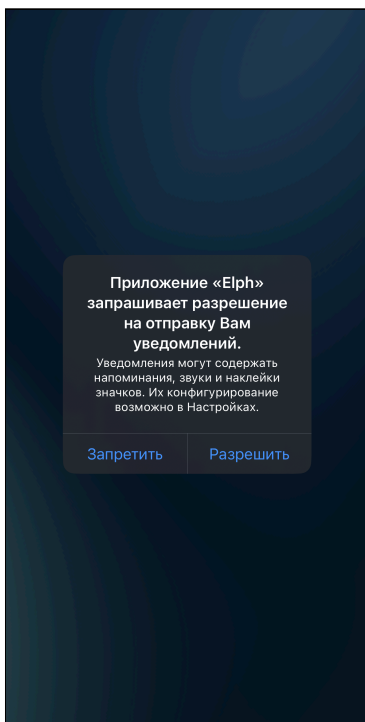 Приложение «Elph»
запрашивает разрешение
на отправку Вам
уведомлений.
Уведомления могут содержать
напоминания, звуки и наклейки
значков. Их конфигурирование
возможно в Настройках.
Запретить
Разрешить